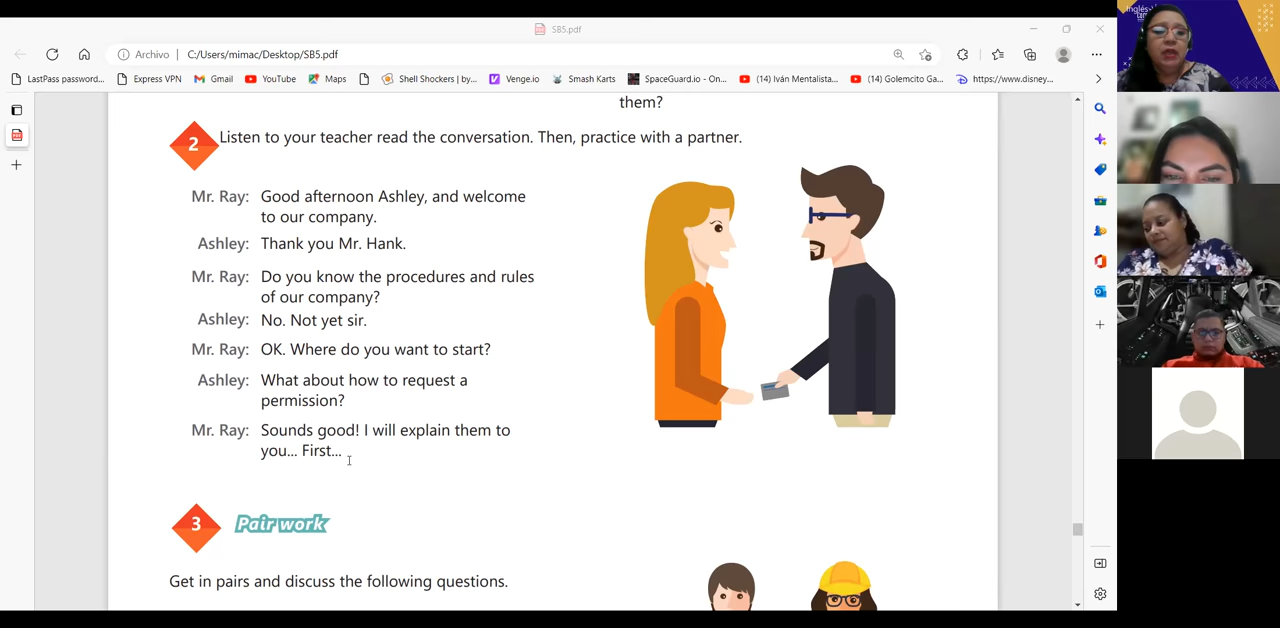 SB5.pdf
Archivo
C:/Users/mimac/Desktop/SB5.pdf
LastPass password...
Express VPN
Gmail
YouTube
Maps
Shell Shockers | by...
Venge.io
Smash Karts
SpaceGuard.io - On...
(14) Iván Mentalista...
(14) Golemcito Ga...
https://www.disney...
them?
2 Listen to your teacher read the conversation. Then, practice with a partner.
Mr. Ray: Good afternoon Ashley, and welcome
to our company.
Ashley: Thank you Mr. Hank.
Mr. Ray: Do you know the procedures and rules
of our company?
Ashley: No. Not yet sir.
Mr. Ray: OK. Where do you want to start?
Ashley: What about how to request a
permission?
Mr. Ray: Sounds good! I will explain them to
you... First...
3 Pair work
Get in pairs and discuss the following questions.
Inglés